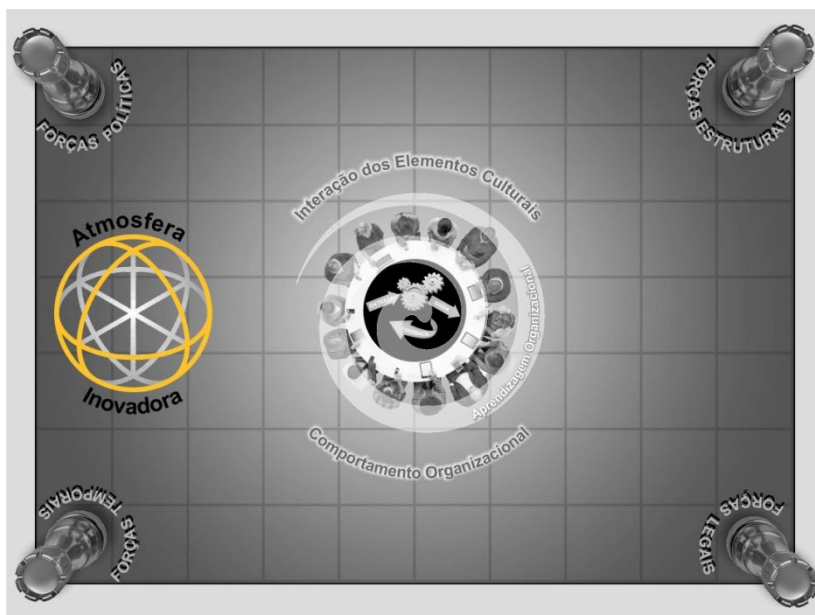 FORÇAS POLÍTICAS
FORÇAS ESTRUTURAIS
Interação dos Elementos Culturais
Atmosfera
Inovadora
Aprendizagem Organizacional
Comportamento Organizacional
FORÇAS TEMPORAIS
FORÇAS LEGAIS